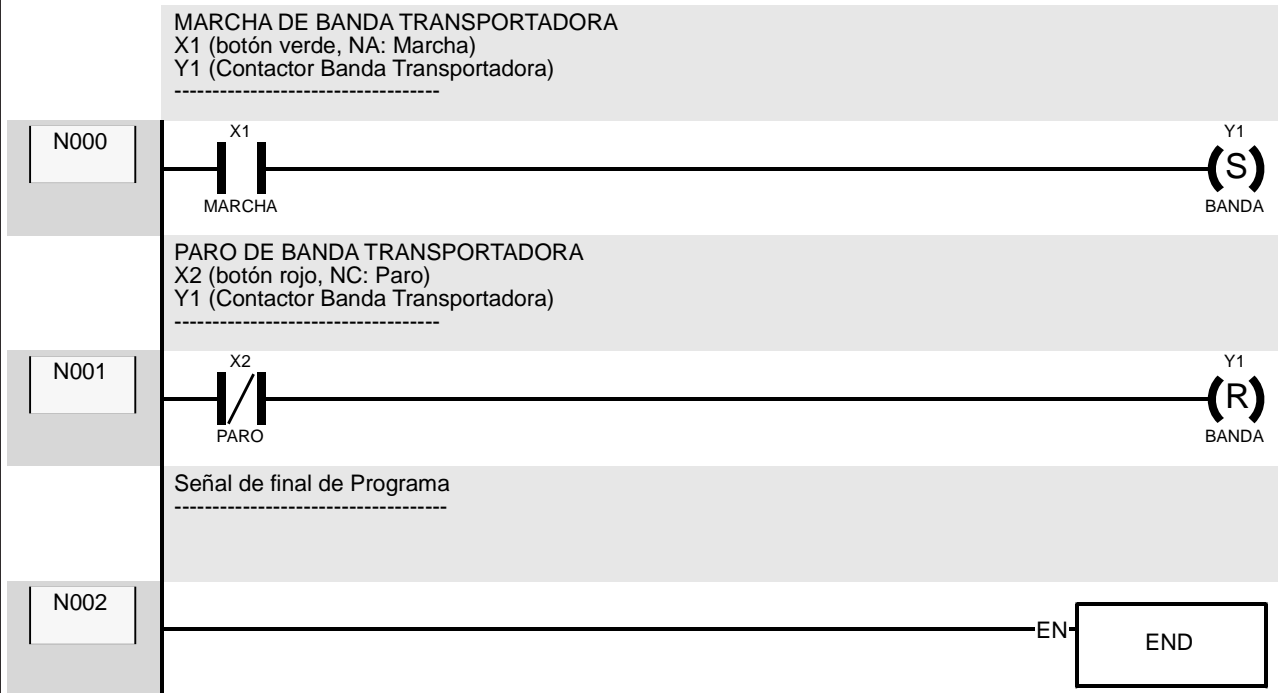 MARCHA DE BANDA TRANSPORTADORA
X1 (botón verde, NA: Marcha)
Y1 (Contactor Banda Transportadora)
-----------------------------------
N000
X1
Y1
S
MARCHA
BANDA
PARO DE BANDA TRANSPORTADORA
X2 (botón rojo, NC: Paro)
Y1 (Contactor Banda Transportadora)
-----------------------------------
N001
X2
Y1
R
PARO
BANDA
Señal de final de Programa
------------------------------------
N002
EN
END